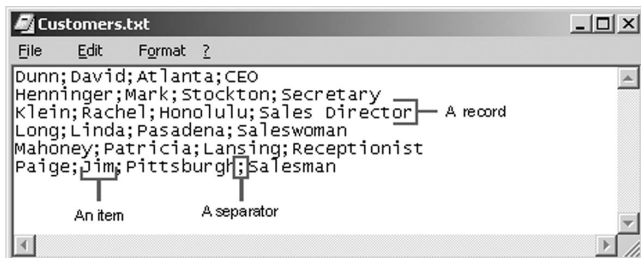 Customers.txt
File Edit Format ?
Dunn;David;Atlanta;CEO
Henninger;Mark;Stockton;Secretary
Klein;Rachel;Honolulu;Sales Director
A record
Long;Linda;Pasadena;Saleswoman
Mahoney;Patricia;Lansing;Receptionist
Paige;Jim;Pittsburgh;Salesman
An item
A separator